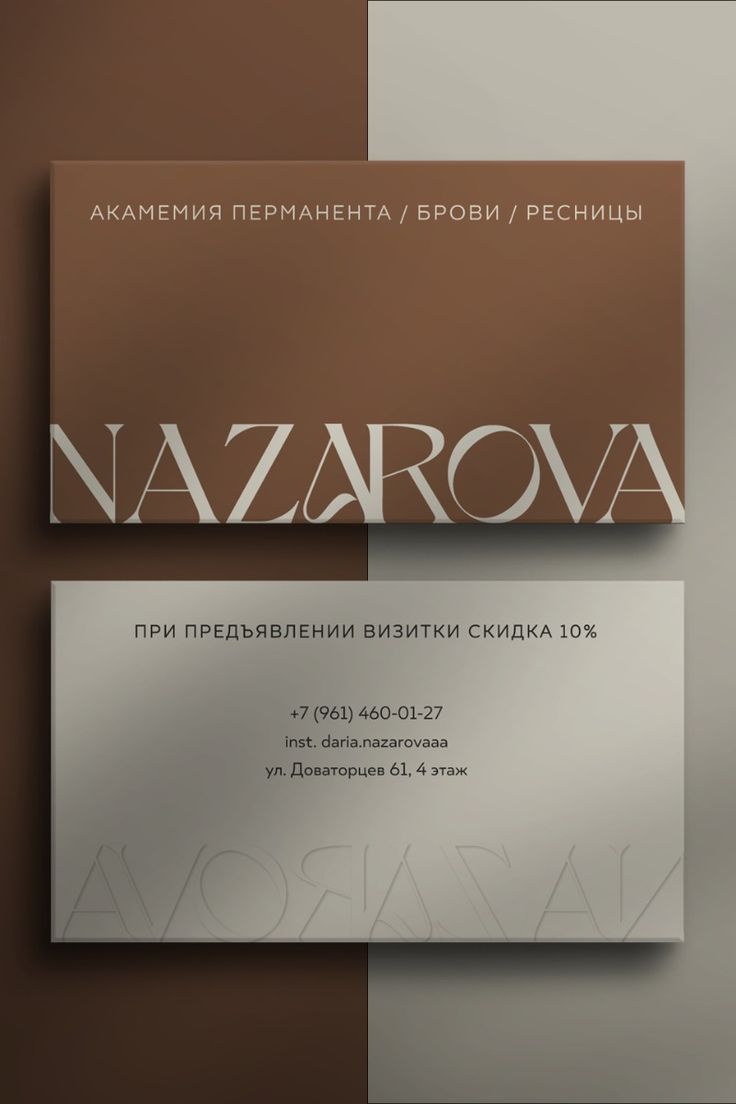 АКАМЕМИЯ ПЕРМАНЕНТА / БРОВИ / РЕСНИЦЫ
NAZAROVA
ПРИ ПРЕДЪЯВЛЕНИИ ВИЗИТКИ СКИДКА 10%
+7 (961) 460-01-27
inst. daria.nazarovaaa
ул. Доваторцев 61, 4 этаж
NAZAROVA